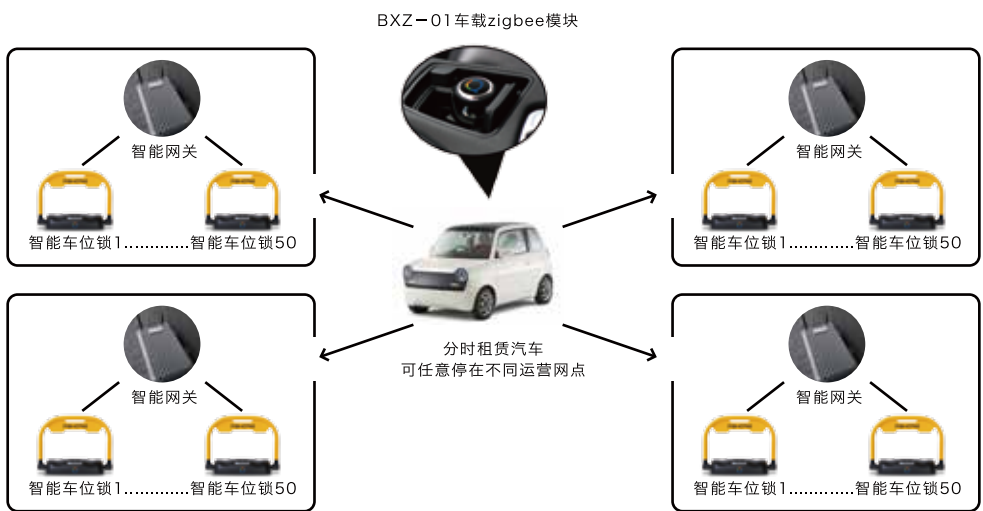 BXZ－01车载zigbee模块
智能网关
智能车位锁1............智能车位锁50
智能网关
智能车位锁1............智能车位锁50
分时租赁汽车
可任意停在不同运营网点
智能网关
智能车位锁1............智能车位锁50
智能网关
智能车位锁1............智能车位锁50